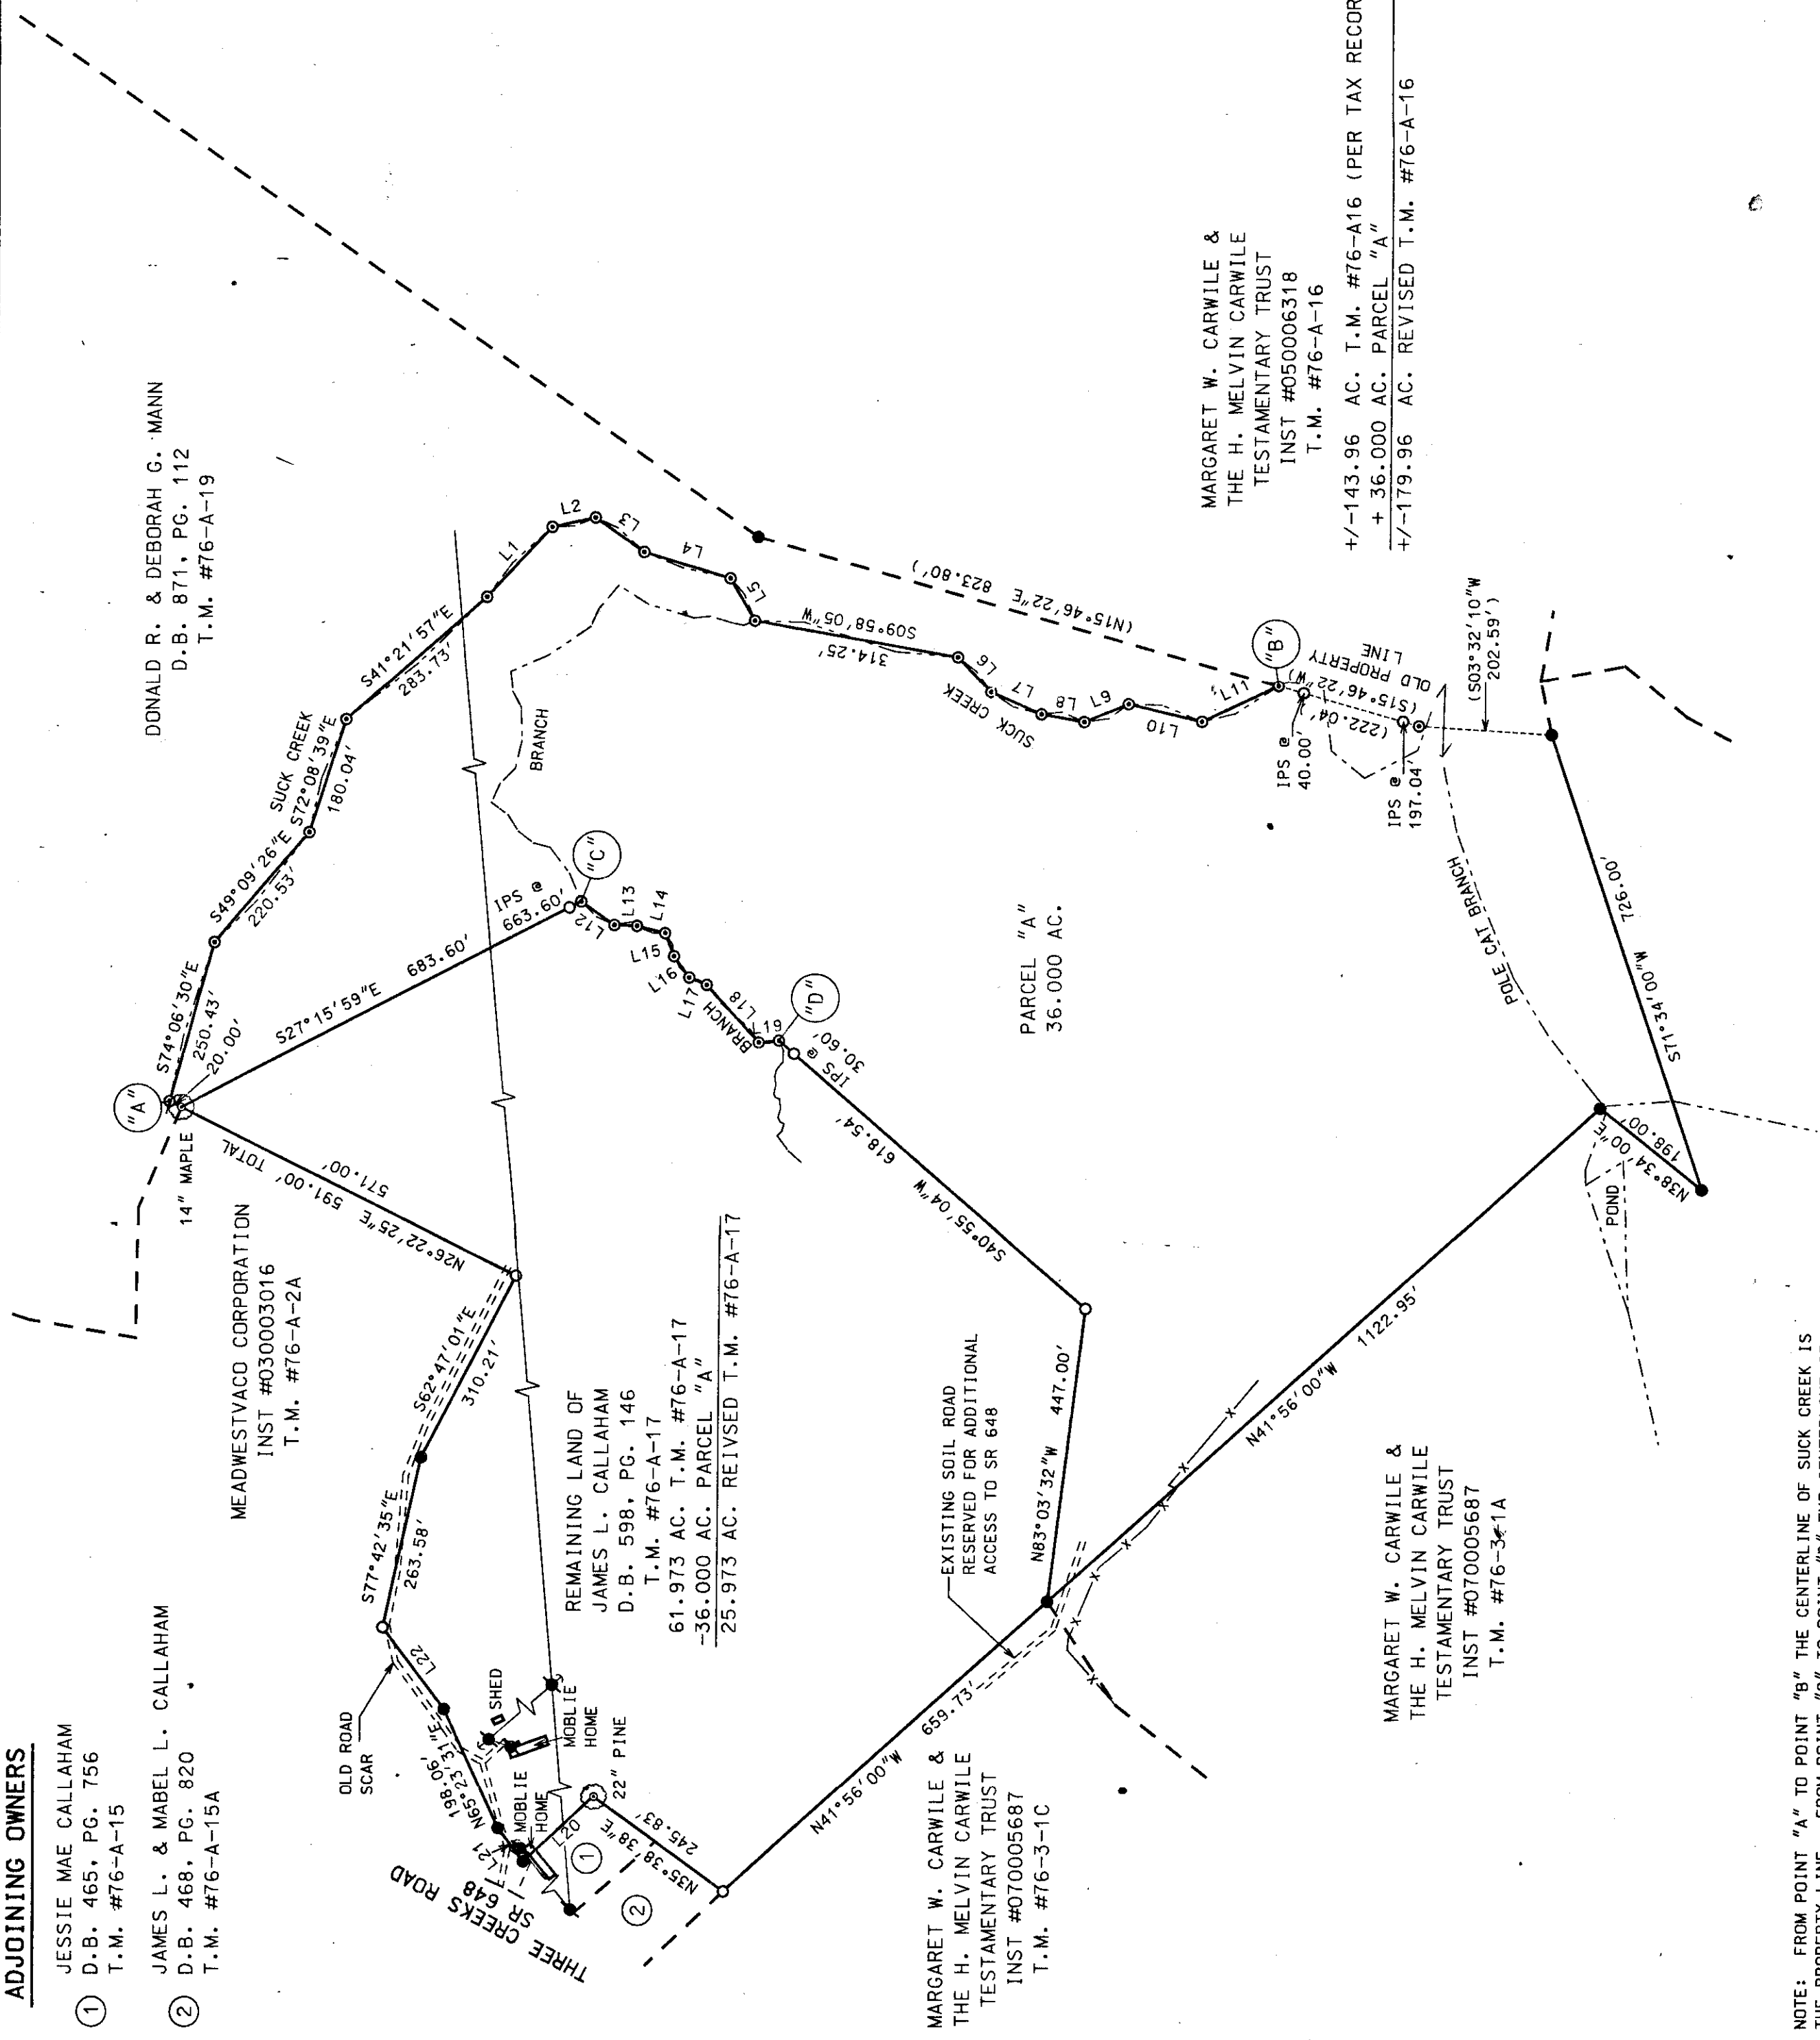 ADJOINING OWNERS
① JESSIE MAE CALLAHAM
D.B. 465, PG. 756
T.M. #76-A-15
② JAMES L. & MABEL L. CALLAHAM
D.B. 468, PG. 820
T.M. #76-A-15A
MEADWESTVACO CORPORATION
INST #030003016
T.M. #76-A-2A
DONALD R. & DEBORAH G. MANN
D.B. 871, PG. 112
T.M. #76-A-19
14" MAPLE
"A"
S74°06'30"E
250.43'
20.00'
S49°09'26"E
220.53'
SUCK CREEK
S72°08'39"E
180.04'
S41°21'57"E
283.73'
L1
L2
L3
L4
L5
S09°58'05"W
314.25'
L6
L7
SUCK CREEK
L8
L9
L10
L11
"B"
(N15°46'22"E 823.80')
IPS @
40.00'
(S15°46'22"W)
(222.04')
OLD PROPERTY
LINE
IPS @
197.04'
(S03°32'10"W
202.59')
BRANCH
S27°15'59"E 683.60'
IPS @
663.60'
"C"
L12
L13
L14
L15
L16
L17
L18
BRANCH
L19
"D"
IPS @
30.60'
S40°55'04"W 618.54'
N26°22'25"E 591.00' TOTAL
571.00'
S62°47'01"E
310.21'
S77°42'35"E
263.58'
OLD ROAD
SCAR
L22
N65°23'31"E
198.06'
SHED
MOBLIE
HOME
MOBLIE
HOME
L21
L20
22" PINE
①
②
THREE CREEKS ROAD
SR 648
N35°38'38"E
245.83'
REMAINING LAND OF
JAMES L. CALLAHAM
D.B. 598, PG. 146
T.M. #76-A-17
61.973 AC. T.M. #76-A-17
-36.000 AC. PARCEL "A"
25.973 AC. REIVSED T.M. #76-A-17
PARCEL "A"
36.000 AC.
EXISTING SOIL ROAD
RESERVED FOR ADDITIONAL
ACCESS TO SR 648
N83°03'32"W 447.00'
N41°56'00"W 659.73'
N41°56'00"W 1122.95'
POLE CAT BRANCH
POND
N38°34'00"E
198.00'
S71°34'00"W 726.00'
MARGARET W. CARWILE &
THE H. MELVIN CARWILE
TESTAMENTARY TRUST
INST #050006318
T.M. #76-A-16
+/-143.96 AC. T.M. #76-A16 (PER TAX RECOR
+ 36.000 AC. PARCEL "A"
+/-179.96 AC. REVISED T.M. #76-A-16
MARGARET W. CARWILE &
THE H. MELVIN CARWILE
TESTAMENTARY TRUST
INST #070005687
T.M. #76-3-1C
MARGARET W. CARWILE &
THE H. MELVIN CARWILE
TESTAMENTARY TRUST
INST #070005687
T.M. #76-3-1A
NOTE: FROM POINT "A" TO POINT "B" THE CENTERLINE OF SUCK CREEK IS